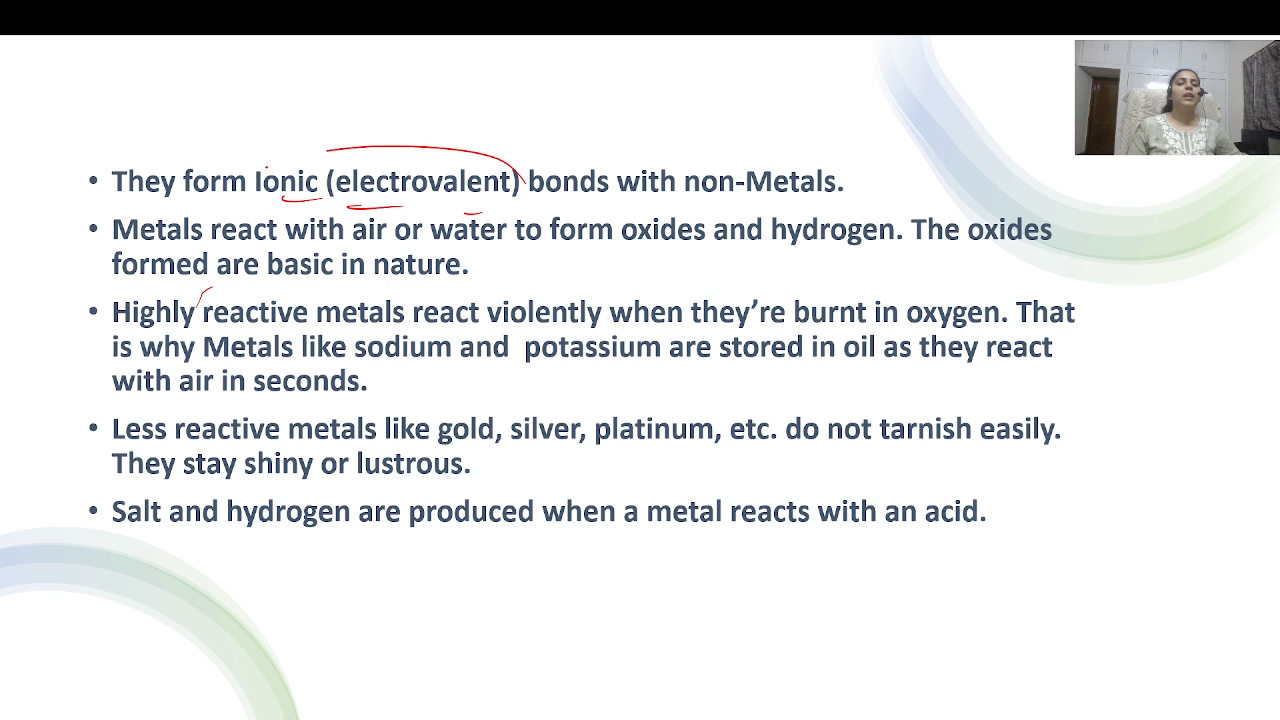 • They form Ionic (electrovalent) bonds with non-Metals.
• Metals react with air or water to form oxides and hydrogen. The oxides
formed are basic in nature.
• Highly reactive metals react violently when they’re burnt in oxygen. That
is why Metals like sodium and potassium are stored in oil as they react
with air in seconds.
• Less reactive metals like gold, silver, platinum, etc. do not tarnish easily.
They stay shiny or lustrous.
• Salt and hydrogen are produced when a metal reacts with an acid.